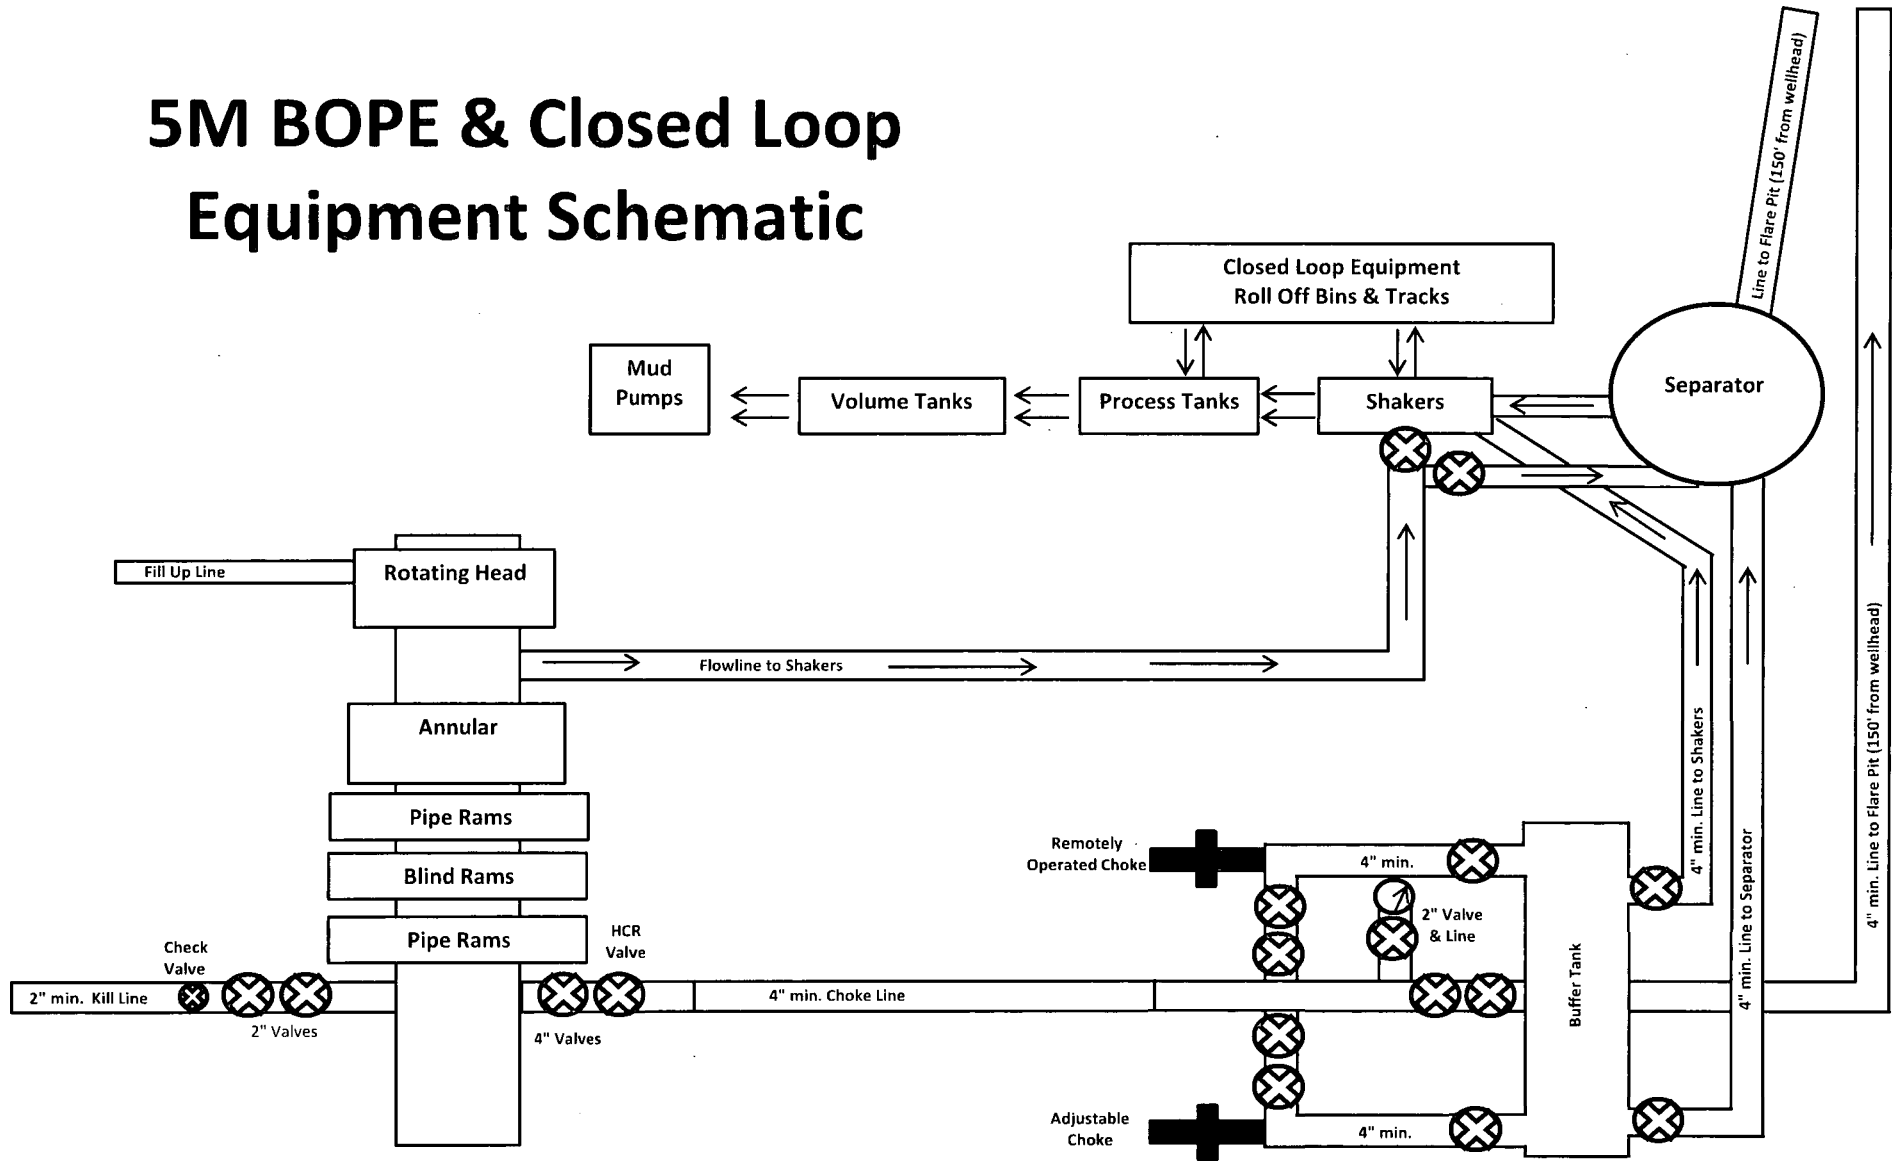 5M BOPE & Closed Loop
Equipment Schematic
Line to Flare Pit (150' from wellhead)
Closed Loop Equipment
Roll Off Bins & Tracks
Mud
Pumps
Volume Tanks
Process Tanks
Shakers
Separator
Fill Up Line
Rotating Head
Flowline to Shakers
Annular
Pipe Rams
Blind Rams
Pipe Rams
Check
Valve
HCR
Valve
2" min. Kill Line
4" min. Choke Line
2" Valves
4" Valves
Remotely
Operated Choke
4" min.
2" Valve
& Line
Adjustable
Choke
4" min.
Buffer Tank
4" min. Line to Shakers
4" min. Line to Separator
4" min. Line to Flare Pit (150' from wellhead)